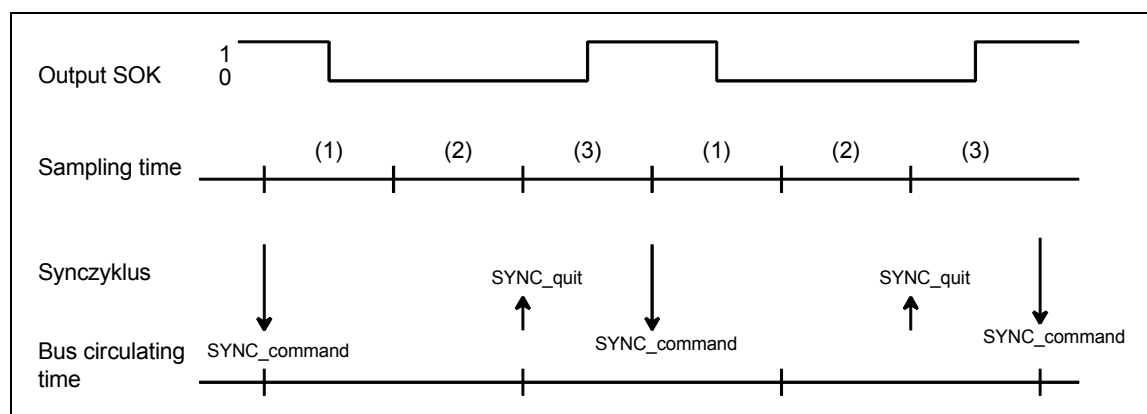 1
Output SOK
0
(1) (2) (3) (1) (2) (3)
Sampling time
Synczyklus
SYNC_quit SYNC_quit
SYNC_command SYNC_command SYNC_command
Bus circulating
time